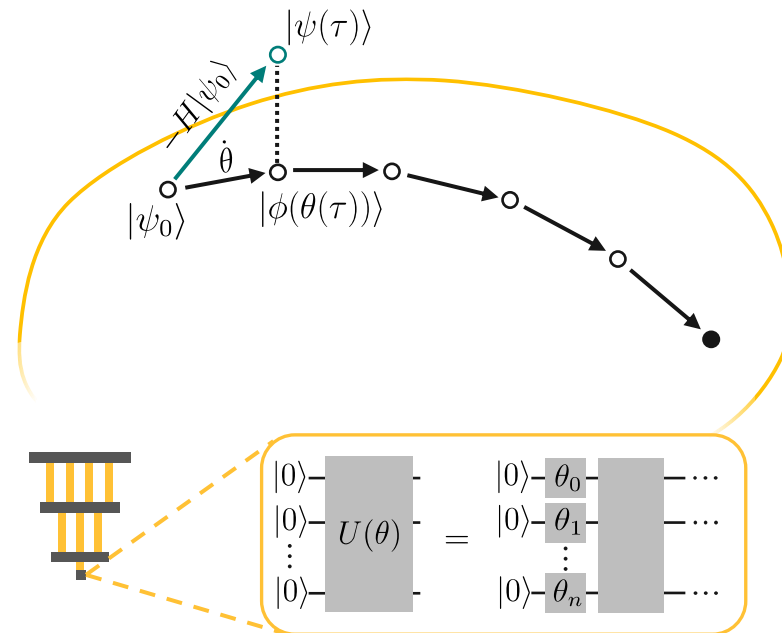 |ψ(τ)⟩
−H|ψ₀⟩
θ̇
|ψ₀⟩
|ϕ(θ(τ))⟩
|0⟩ |0⟩ θ₀ ⋯
|0⟩ U(θ) = |0⟩ θ₁ ⋯
⋮ ⋮
|0⟩ |0⟩ θₙ ⋯